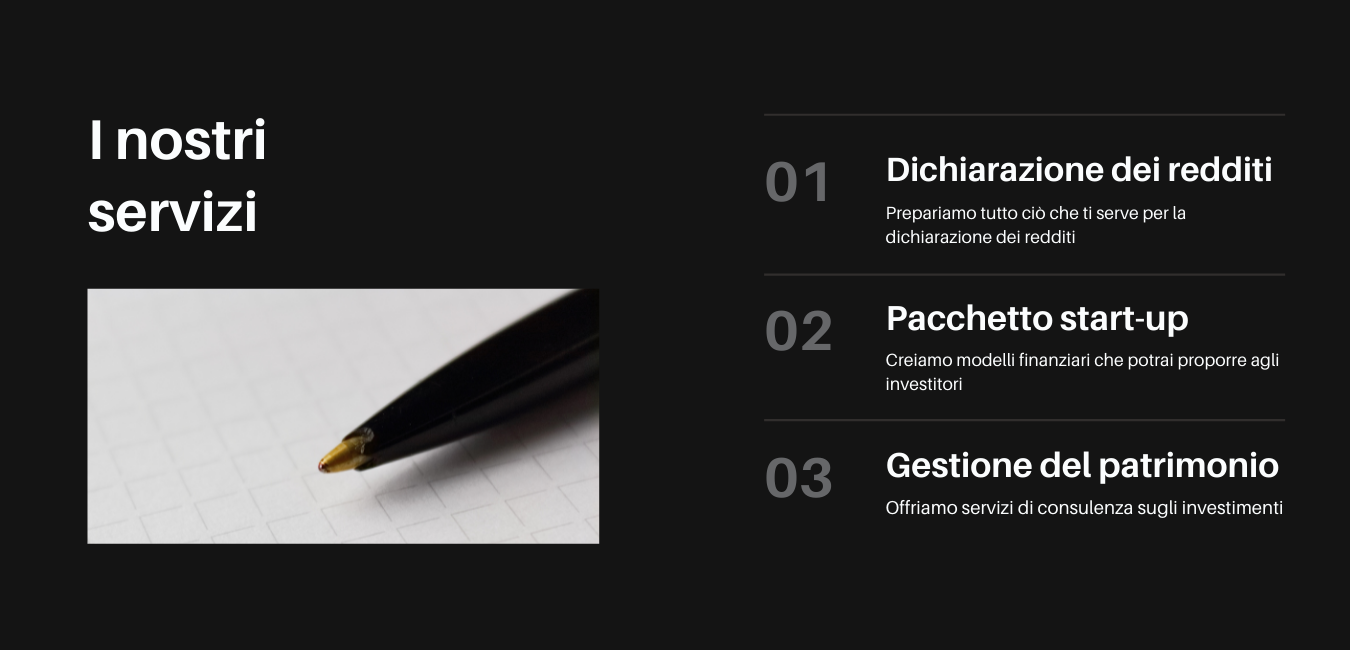 I nostri
servizi
01
Dichiarazione dei redditi
Prepariamo tutto ciò che ti serve per la
dichiarazione dei redditi
02
Pacchetto start-up
Creiamo modelli finanziari che potrai proporre agli
investitori
03
Gestione del patrimonio
Offriamo servizi di consulenza sugli investimenti